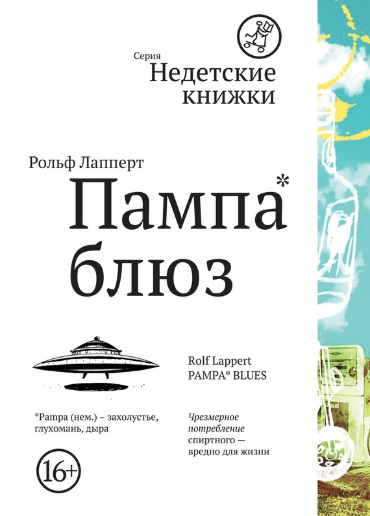 Серия
Недетские
книжки
Рольф Лапперт
Пампа*
блюз
Rolf Lappert
PAMPA* BLUES
*Pampa (нем.) – захолустье,
глухомань, дыра
Чрезмерное
потребление
спиртного —
вредно для жизни
16+